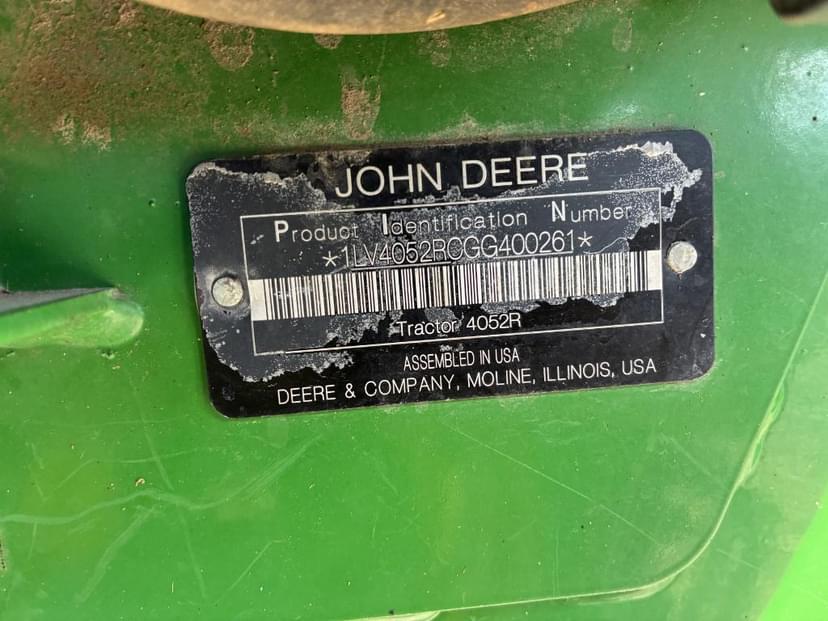 JOHN DEERE
Product Identification Number
*1LV4052RCGG400261*
Tractor 4052R
ASSEMBLED IN USA
DEERE & COMPANY, MOLINE, ILLINOIS, USA